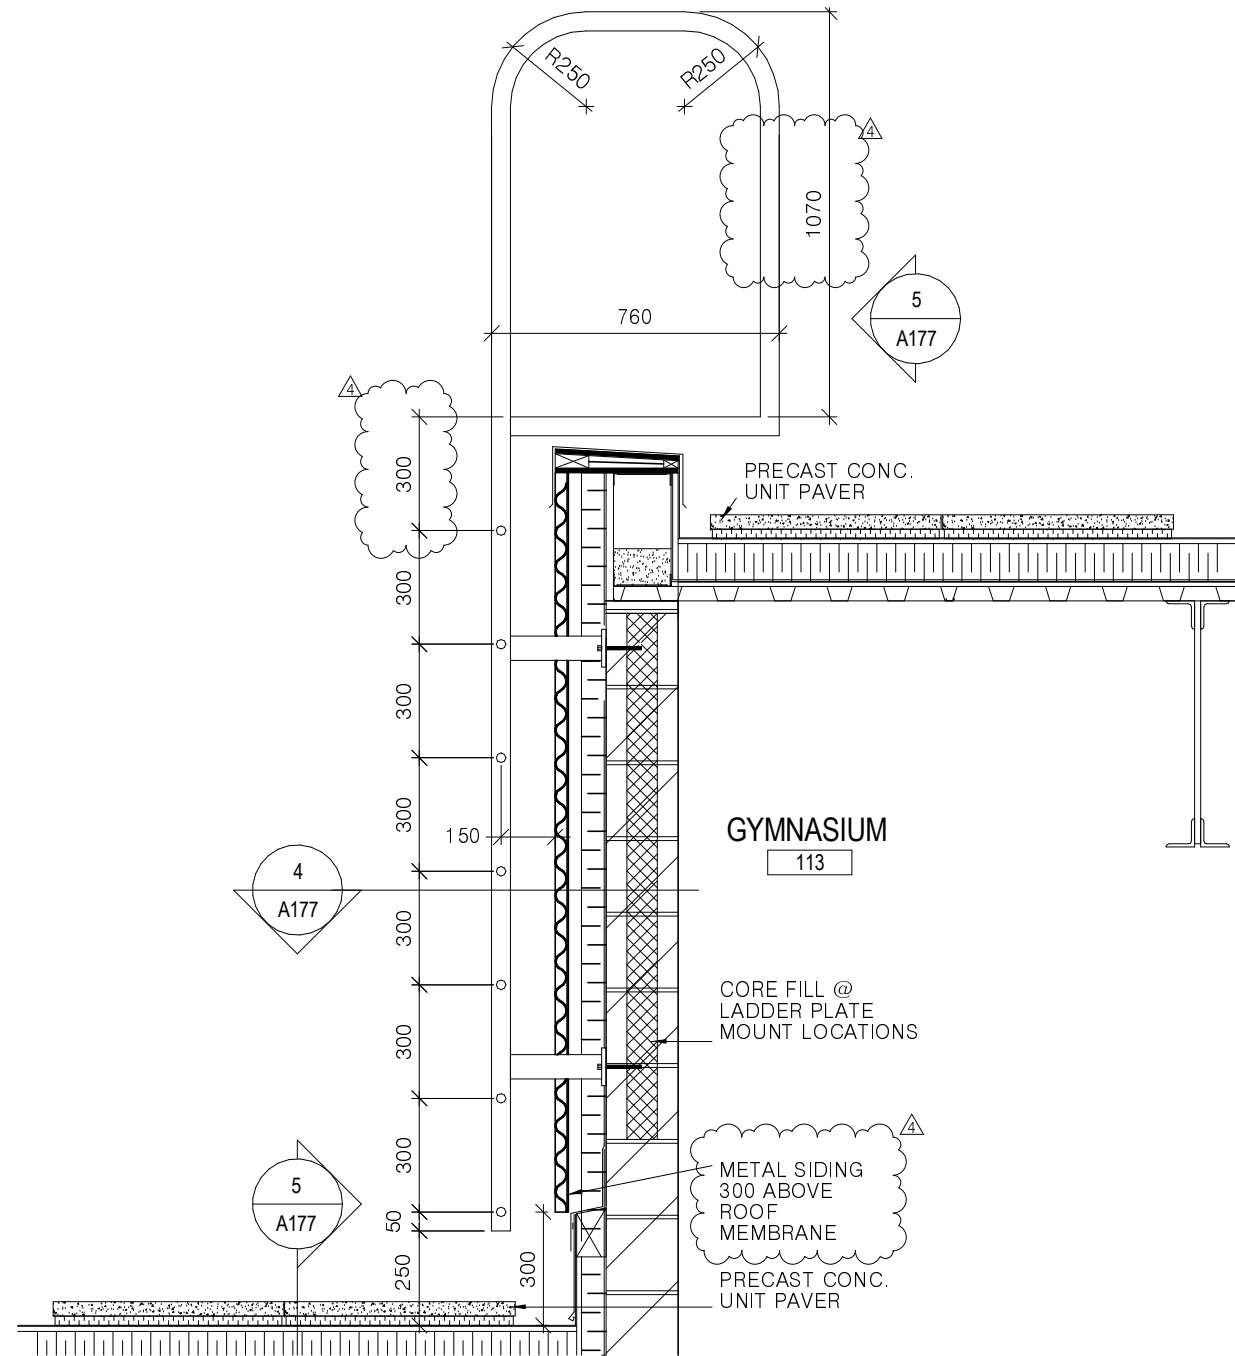 R250
R250
4
1070
5
A177
760
4
300
PRECAST CONC.
UNIT PAVER
300
300
300
150
GYMNASIUM
113
4
A177
300
CORE FILL @
LADDER PLATE
MOUNT LOCATIONS
300
4
300
METAL SIDING
300 ABOVE
ROOF
MEMBRANE
5
A177
50
250
300
PRECAST CONC.
UNIT PAVER